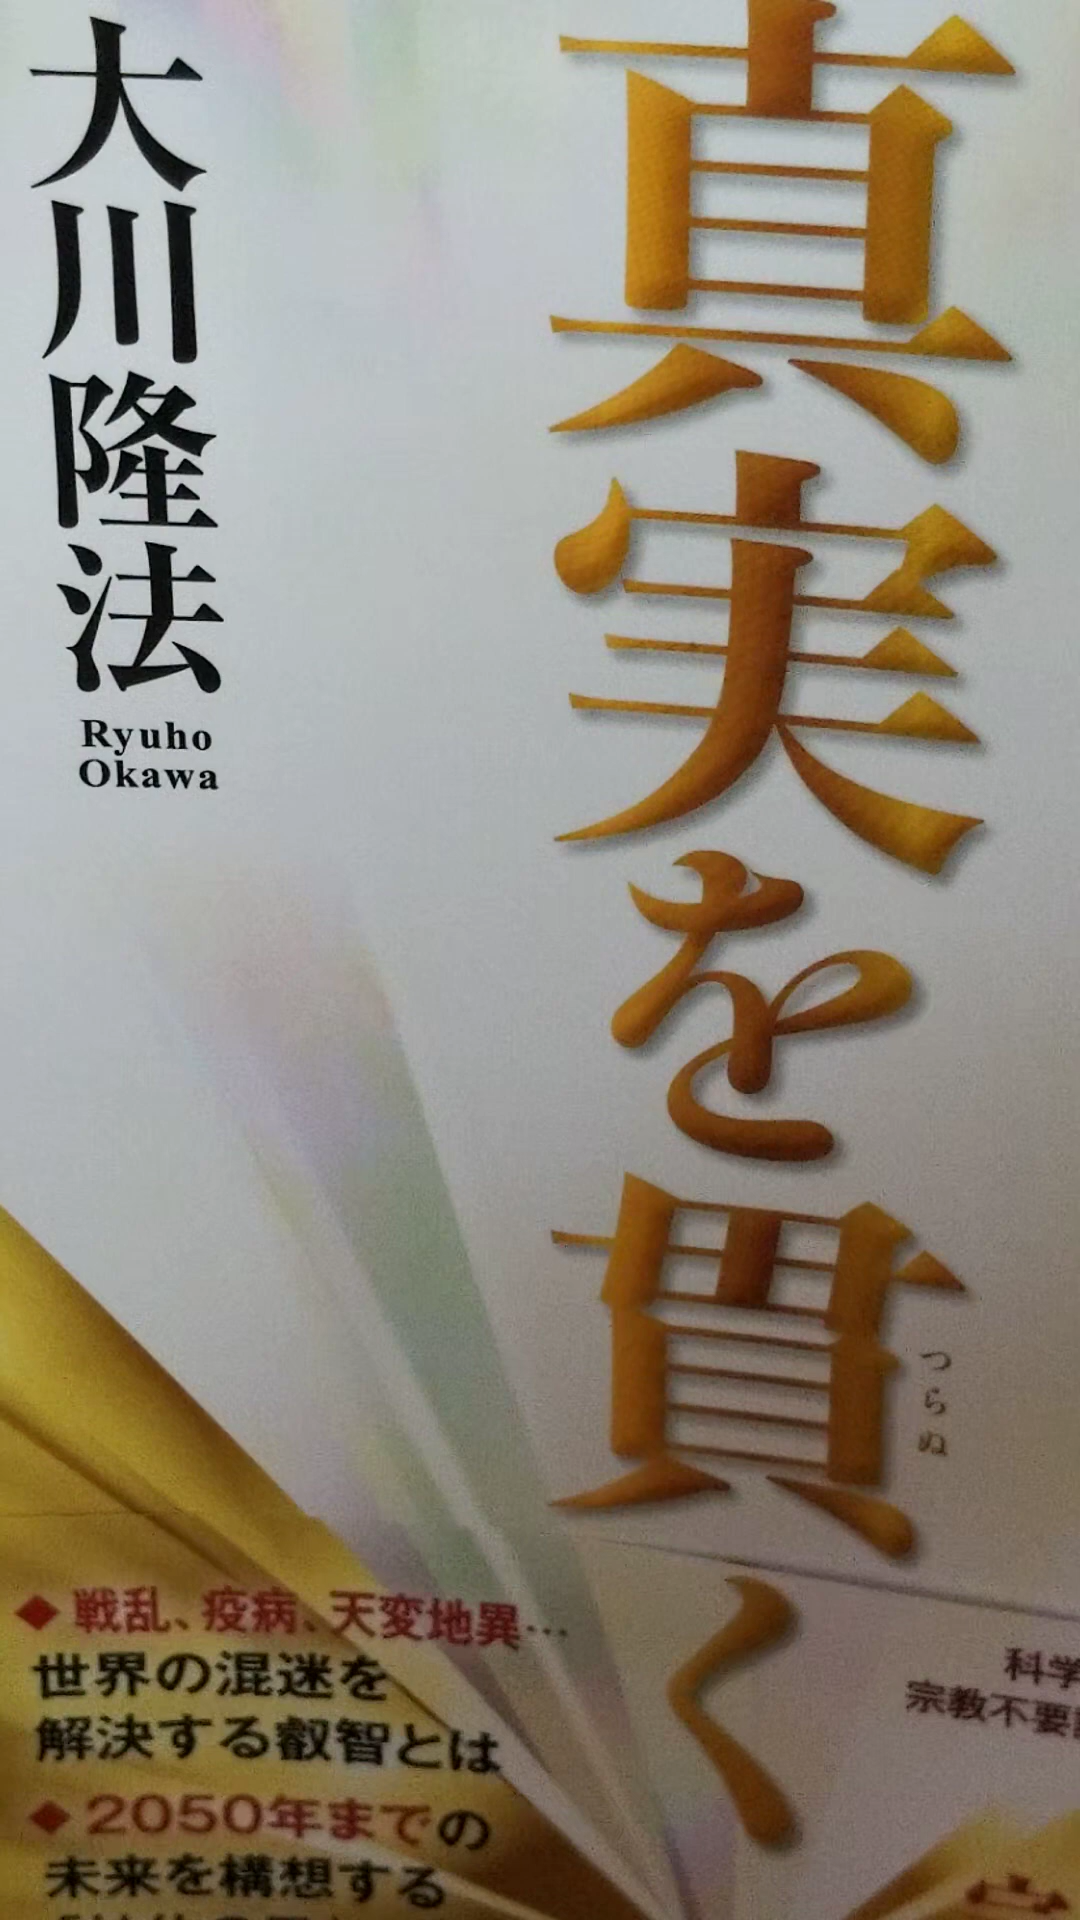 真実を貫く
つらぬ
大川隆法
Ryuho
Okawa
科学
宗教不要
◆戦乱、疫病、天変地異…
世界の混迷を
解決する叡智とは
◆2050年までの
未来を構想する